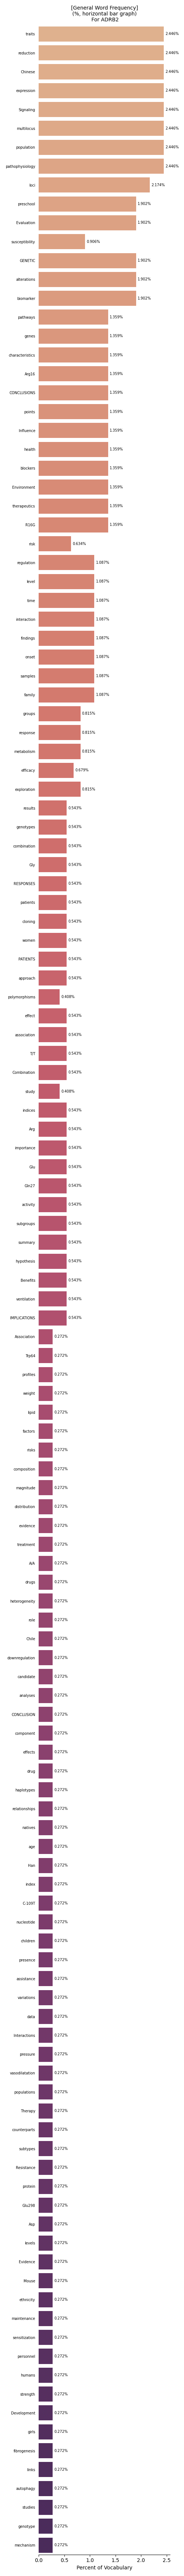 [General Word Frequency]
(%, horizontal bar graph)
For ADRB2
traits 2.446%
reduction 2.446%
Chinese 2.446%
expression 2.446%
Signaling 2.446%
multilocus 2.446%
population 2.446%
pathophysiology 2.446%
loci 2.174%
preschool 1.902%
Evaluation 1.902%
susceptibility 0.906%
GENETIC 1.902%
alterations 1.902%
biomarker 1.902%
pathways 1.359%
genes 1.359%
characteristics 1.359%
Arg16 1.359%
CONCLUSIONS 1.359%
points 1.359%
Influence 1.359%
health 1.359%
blockers 1.359%
Environment 1.359%
therapeutics 1.359%
R16G 1.359%
risk 0.634%
regulation 1.087%
level 1.087%
time 1.087%
interaction 1.087%
findings 1.087%
onset 1.087%
samples 1.087%
family 1.087%
groups 0.815%
response 0.815%
metabolism 0.815%
efficacy 0.679%
exploration 0.815%
results 0.543%
genotypes 0.543%
combination 0.543%
Gly 0.543%
RESPONSES 0.543%
patients 0.543%
cloning 0.543%
women 0.543%
PATIENTS 0.543%
approach 0.543%
polymorphisms 0.408%
effect 0.543%
association 0.543%
T/T 0.543%
Combination 0.543%
study 0.408%
indices 0.543%
Arg 0.543%
importance 0.543%
Glu 0.543%
Gln27 0.543%
activity 0.543%
subgroups 0.543%
summary 0.543%
hypothesis 0.543%
Benefits 0.543%
ventilation 0.543%
IMPLICATIONS 0.543%
Association 0.272%
Trp64 0.272%
profiles 0.272%
weight 0.272%
lipid 0.272%
factors 0.272%
risks 0.272%
composition 0.272%
magnitude 0.272%
distribution 0.272%
evidence 0.272%
treatment 0.272%
A/A 0.272%
drugs 0.272%
heterogeneity 0.272%
role 0.272%
Chile 0.272%
downregulation 0.272%
candidate 0.272%
analyses 0.272%
CONCLUSION 0.272%
component 0.272%
effects 0.272%
drug 0.272%
haplotypes 0.272%
relationships 0.272%
natives 0.272%
age 0.272%
Iran 0.272%
index 0.272%
C-109T 0.272%
nucleotide 0.272%
children 0.272%
presence 0.272%
assistance 0.272%
variations 0.272%
data 0.272%
interactions 0.272%
pressure 0.272%
vasodilatation 0.272%
populations 0.272%
Therapy 0.272%
counterparts 0.272%
subtypes 0.272%
Resistance 0.272%
protein 0.272%
Glu298 0.272%
Asp 0.272%
levels 0.272%
Evidence 0.272%
Mouse 0.272%
ethnicity 0.272%
maintenance 0.272%
sensitization 0.272%
personnel 0.272%
humans 0.272%
strength 0.272%
Development 0.272%
girls 0.272%
fibrogenesis 0.272%
links 0.272%
autophagy 0.272%
studies 0.272%
genotype 0.272%
mechanism 0.272%
0.0 0.5 1.0 1.5 2.0 2.5
Percent of Vocabulary